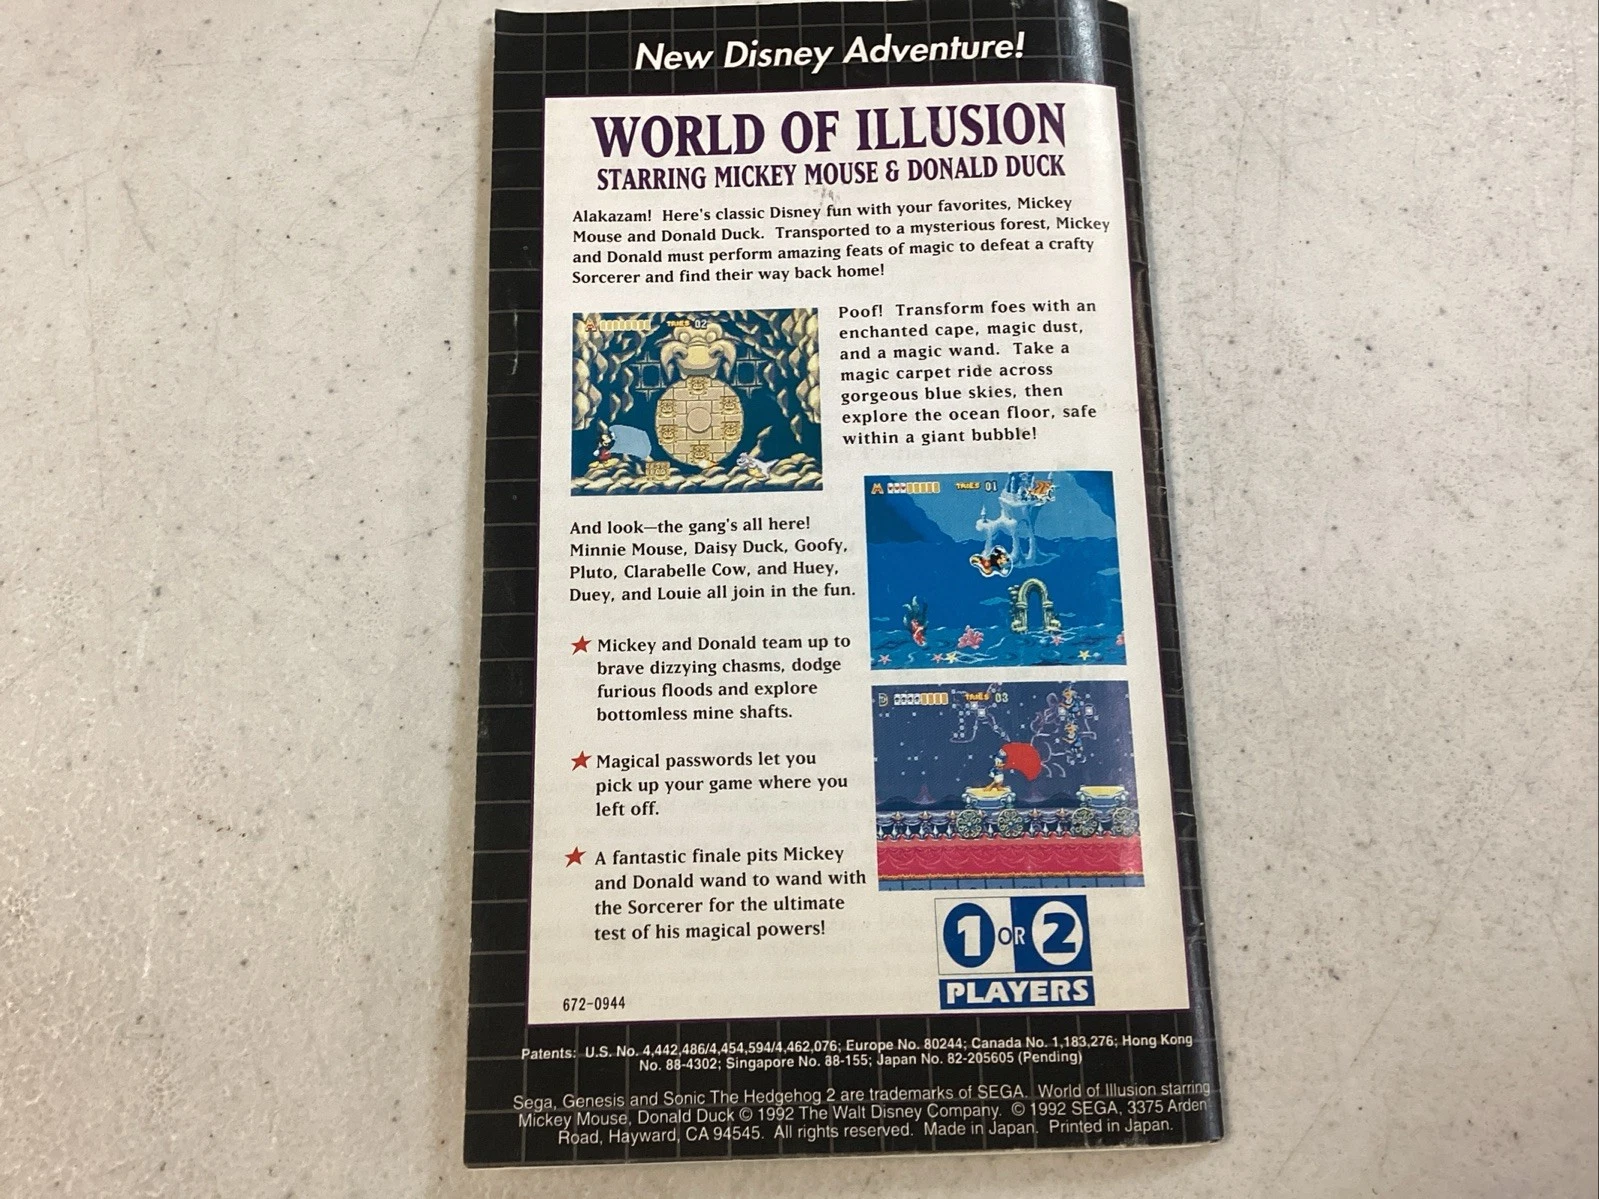 New Disney Adventure!
WORLD OF ILLUSION
STARRING MICKEY MOUSE & DONALD DUCK
Alakazam! Here's classic Disney fun with your favorites, Mickey
Mouse and Donald Duck. Transported to a mysterious forest, Mickey
and Donald must perform amazing feats of magic to defeat a crafty
Sorcerer and find their way back home!
TRIES 02
Poof! Transform foes with an
enchanted cape, magic dust,
and a magic wand. Take a
magic carpet ride across
gorgeous blue skies, then
explore the ocean floor, safe
within a giant bubble!
M TRIES 01
And look—the gang's all here!
Minnie Mouse, Daisy Duck, Goofy,
Pluto, Clarabelle Cow, and Huey,
Duey, and Louie all join in the fun.
Mickey and Donald team up to
brave dizzying chasms, dodge
furious floods and explore
bottomless mine shafts.
D TRIES 03
Magical passwords let you
pick up your game where you
left off.
A fantastic finale pits Mickey
and Donald wand to wand with
the Sorcerer for the ultimate
test of his magical powers!
1 OR 2
PLAYERS
672-0944
Patents: U.S. No. 4,442,486/4,454,594/4,462,076; Europe No. 80244; Canada No. 1,183,276; Hong Kong
No. 88-4302; Singapore No. 88-155; Japan No. 82-205605 (Pending)
Sega, Genesis and Sonic The Hedgehog 2 are trademarks of SEGA. World of Illusion starring
Mickey Mouse, Donald Duck © 1992 The Walt Disney Company. © 1992 SEGA, 3375 Arden
Road, Hayward, CA 94545. All rights reserved. Made in Japan. Printed in Japan.